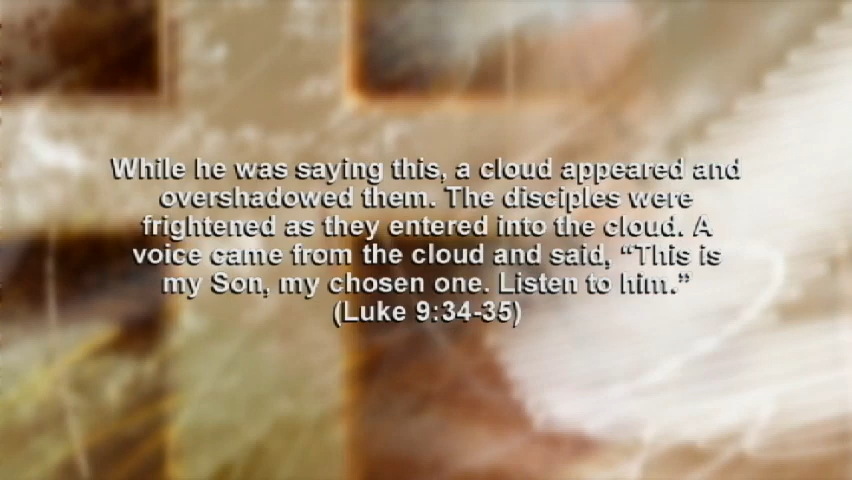 While he was saying this, a cloud appeared and
overshadowed them. The disciples were
frightened as they entered into the cloud. A
voice came from the cloud and said, “This is
my Son, my chosen one. Listen to him.”
(Luke 9:34-35)